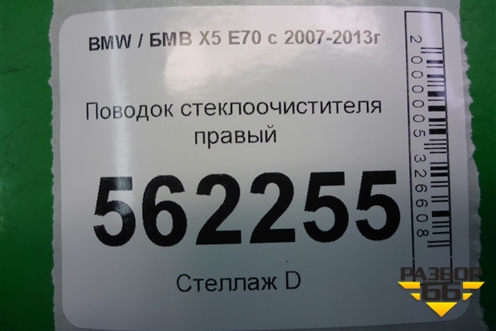 BMW / БМВ X5 E70 с 2007-2013г
Поводок стеклоочистителя
правый
562255
Стеллаж D
2000005326608
РАЗБОР
66